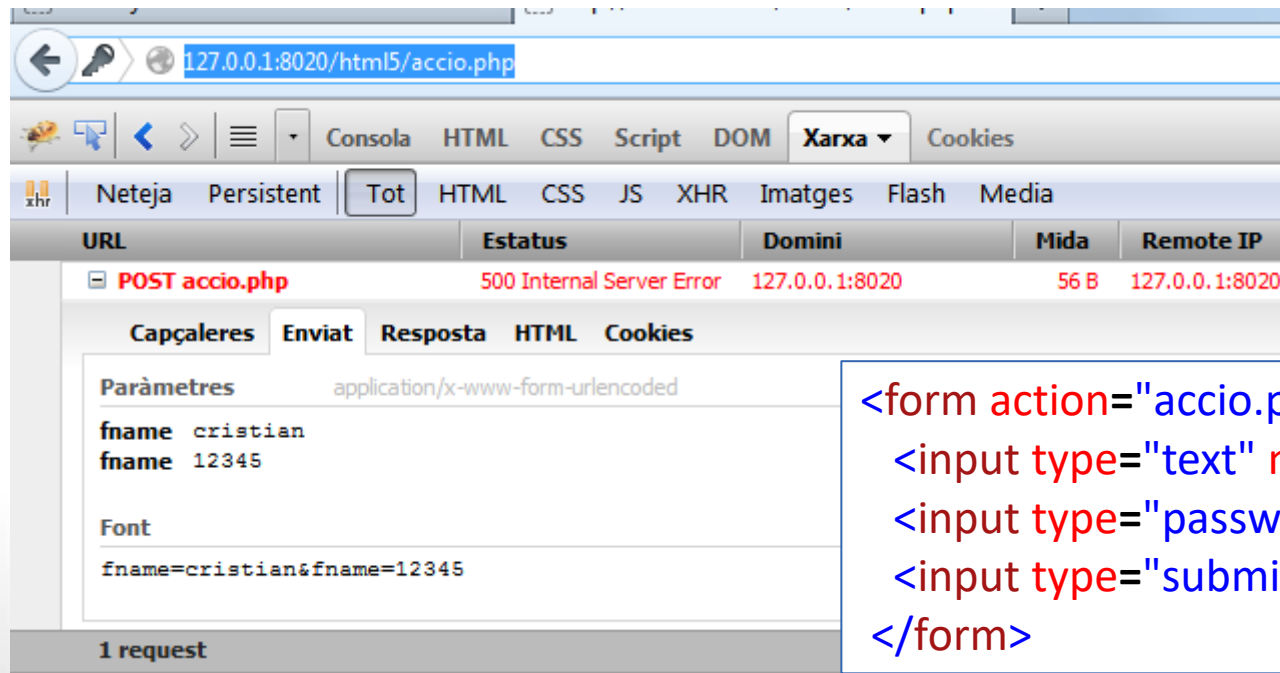 127.0.0.1:8020/html5/accio.php
Consola HTML CSS Script DOM Xarxa Cookies
xhr Neteja Persistent Tot HTML CSS JS XHR Imatges Flash Media
URL Estatus Domini Mida Remote IP
POST accio.php 500 Internal Server Error 127.0.0.1:8020 56 B 127.0.0.1:8020
Capçaleres Enviat Resposta HTML Cookies
Paràmetres application/x-www-form-urlencoded
fname cristian
fname 12345
Font
fname=cristian&fname=12345
1 request
<form action="accio.p
<input type="text"
<input type="passw
<input type="submi
</form>